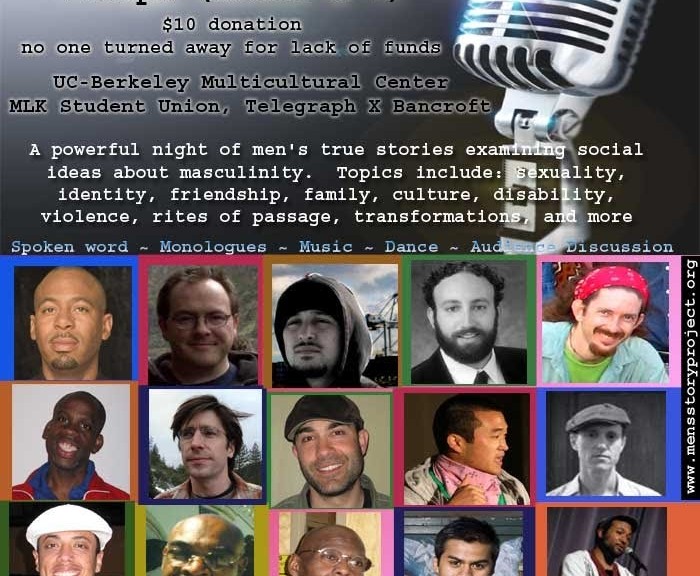 $10 donation
no one turned away for lack of funds
UC-Berkeley Multicultural Center
MLK Student Union, Telegraph X Bancroft
A powerful night of men's true stories examining social
ideas about masculinity.  Topics include: sexuality,
identity, friendship, family, culture, disability,
violence, rites of passage, transformations, and more
Spoken word ~ Monologues ~ Music ~ Dance ~ Audience Discussion
www.mensstoryproject.org